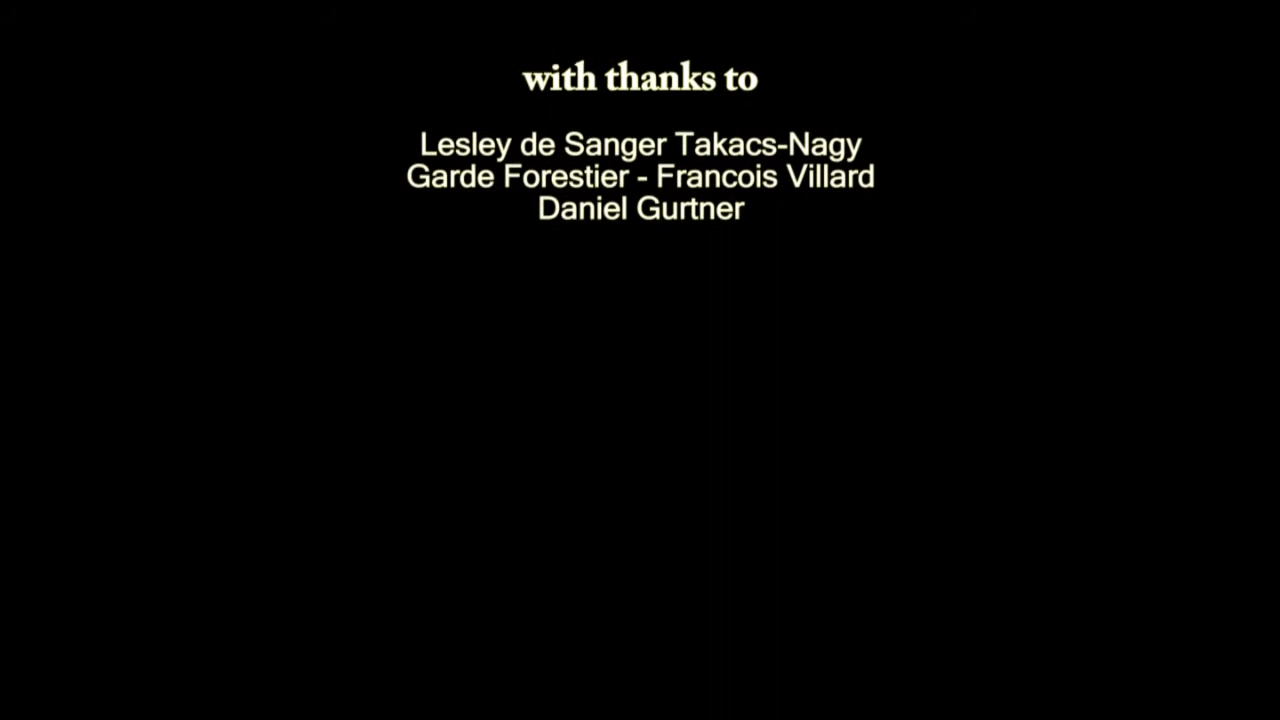 with thanks to
Lesley de Sanger Takacs-Nagy
Garde Forestier - Francois Villard
Daniel Gurtner